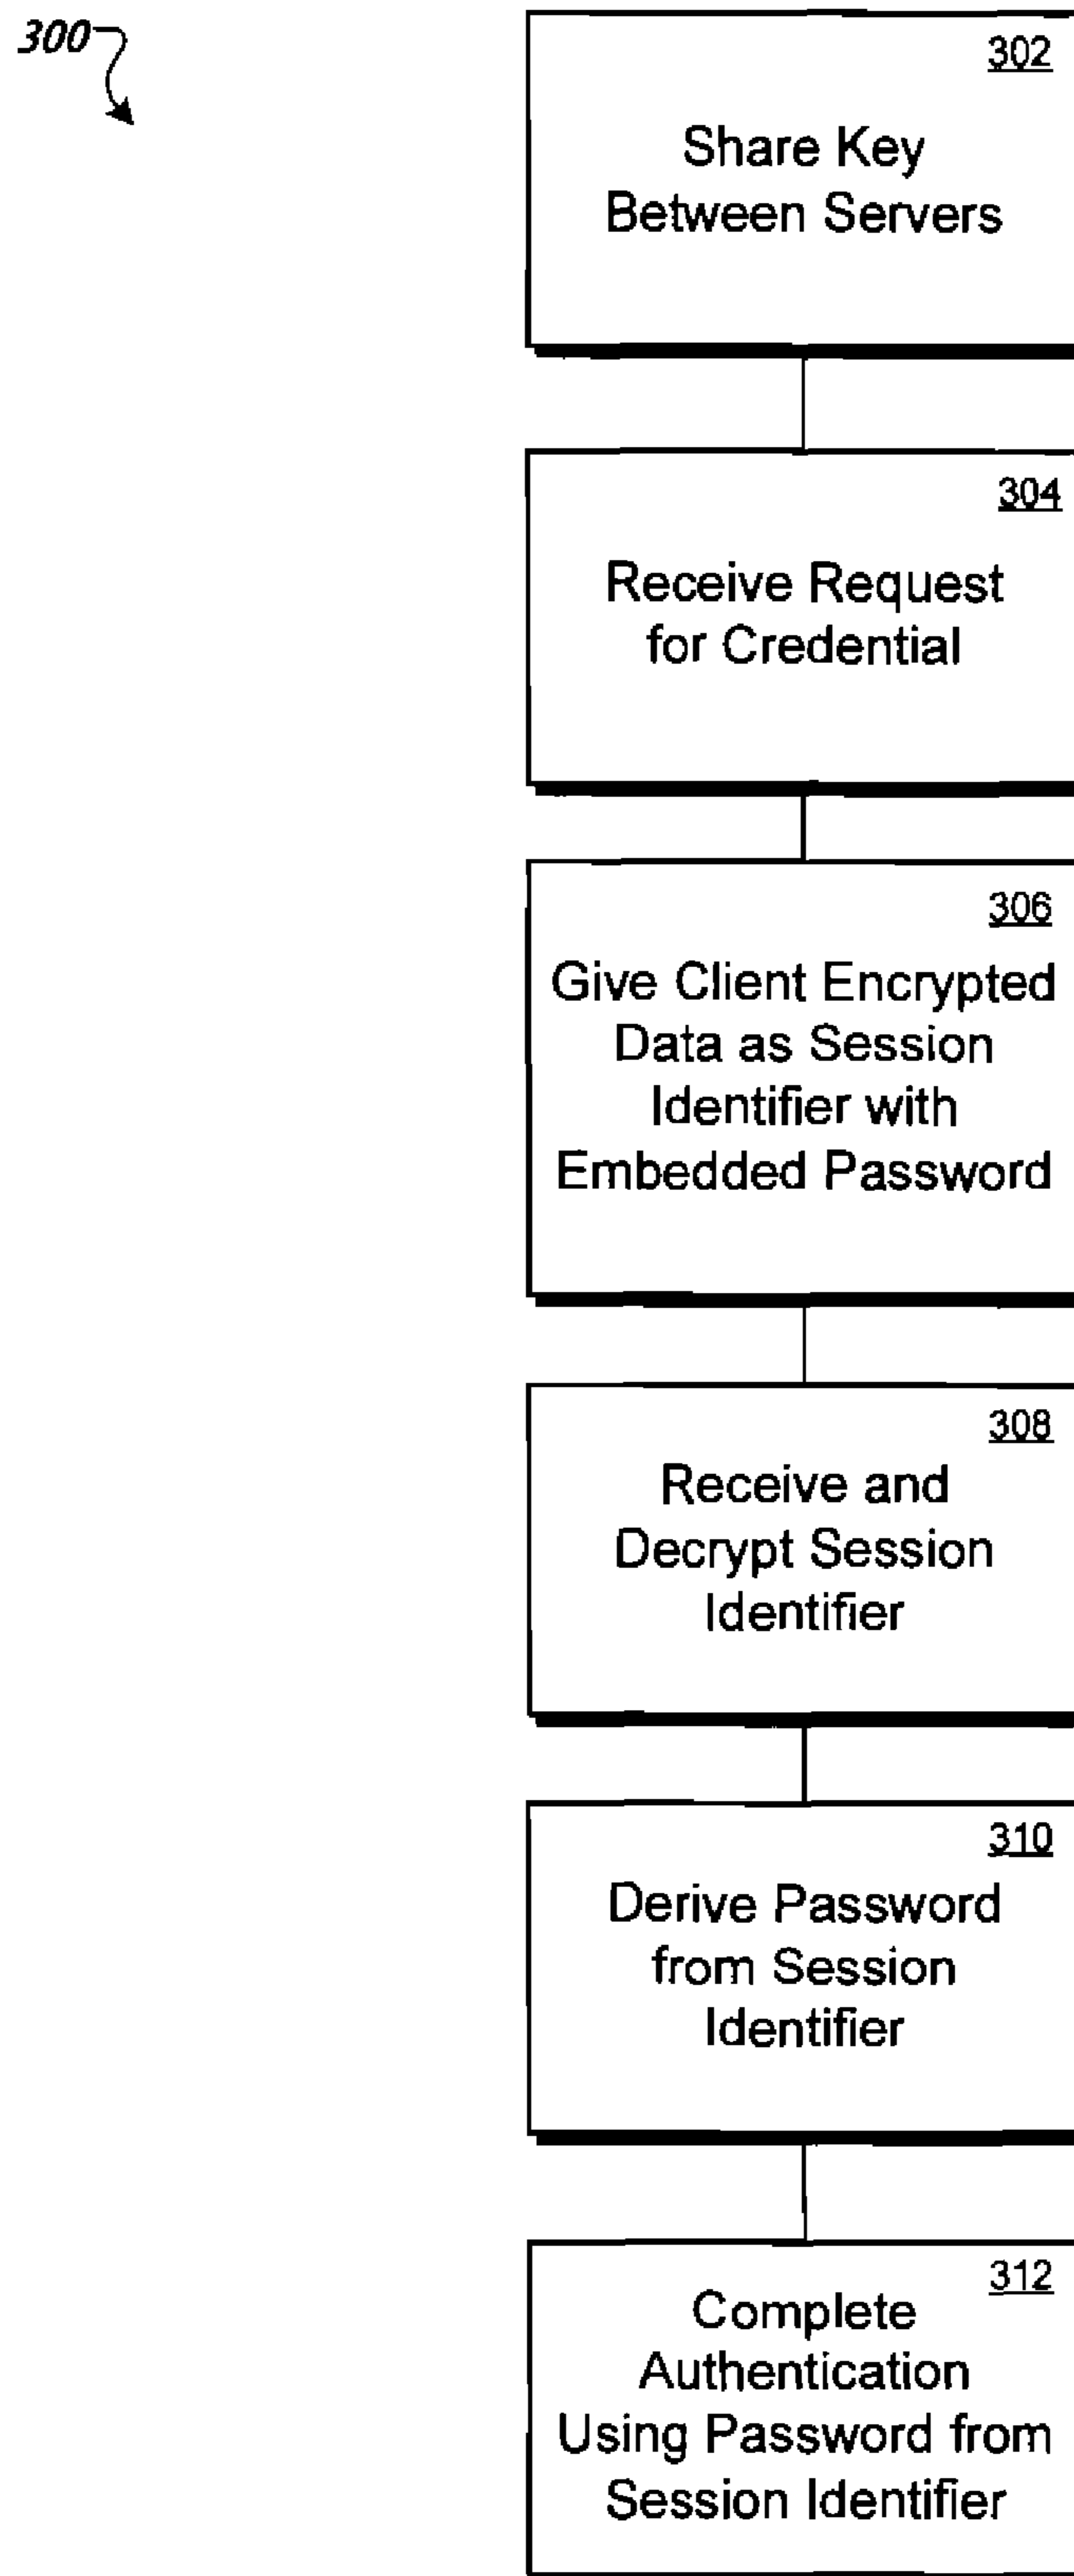 300
302
Share Key
Between Servers
304
Receive Request
for Credential
306
Give Client Encrypted
Data as Session
Identifier with
Embedded Password
308
Receive and
Decrypt Session
Identifier
310
Derive Password
from Session
Identifier
312
Complete
Authentication
Using Password from
Session Identifier